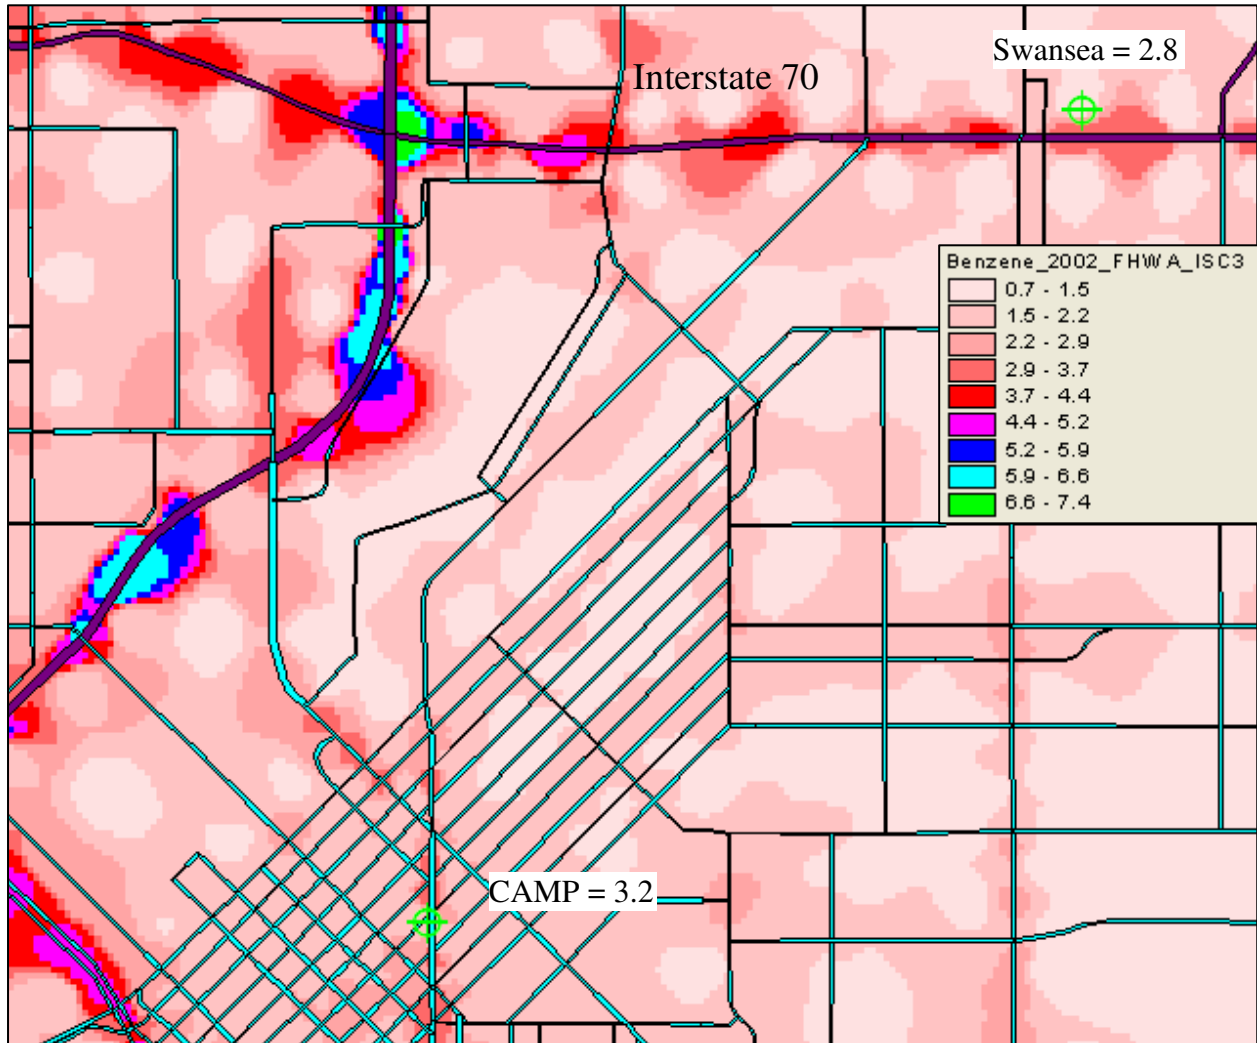 Swansea = 2.8
Interstate 70
Benzene_2002_FHWA_ISC3
0.7 - 1.5
1.5 - 2.2
2.2 - 2.9
2.9 - 3.7
3.7 - 4.4
4.4 - 5.2
5.2 - 5.9
5.9 - 6.6
6.6 - 7.4
CAMP = 3.2